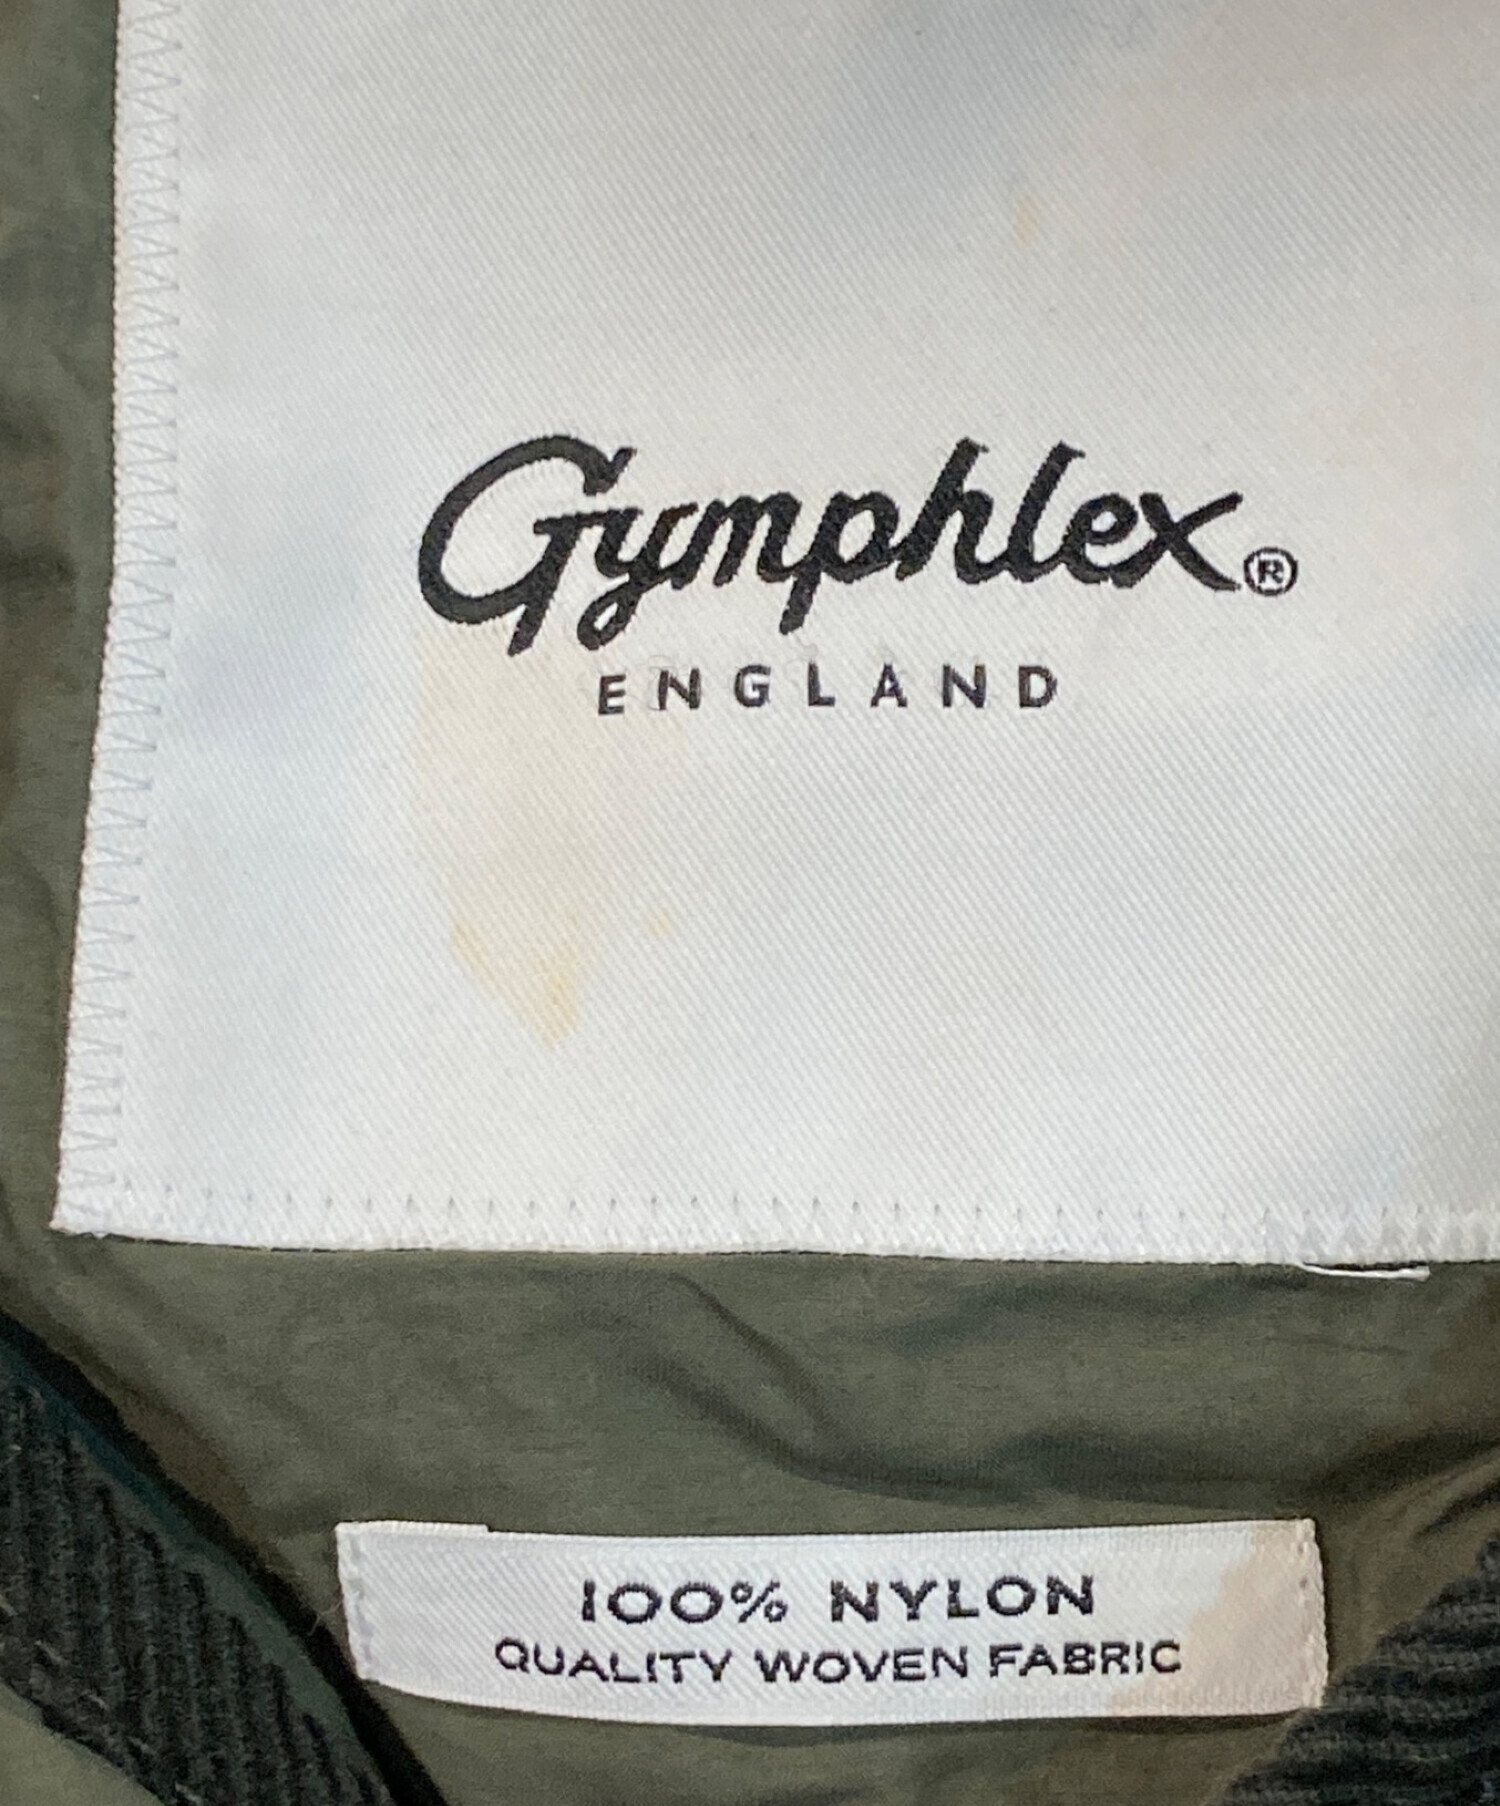 Gymphlex®
ENGLAND
100% NYLON
QUALITY WOVEN FABRIC